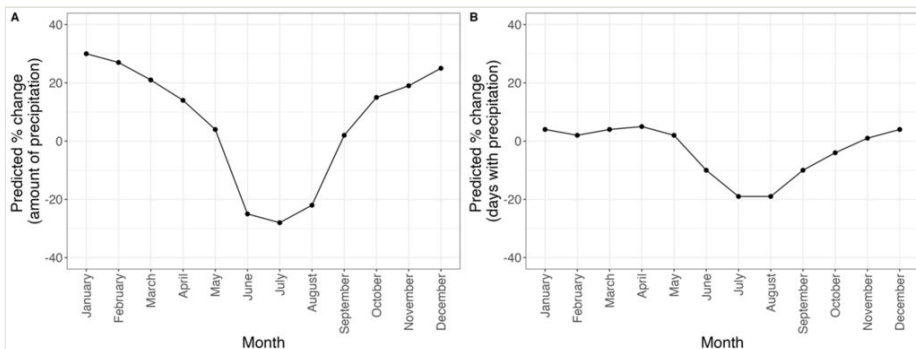 A
Predicted % change
(amount of precipitation)
40
20
0
-20
-40
January
February
March
April
May
June
July
August
September
October
November
December
Month
B
Predicted % change
(days with precipitation)
40
20
0
-20
-40
January
February
March
April
May
June
July
August
September
October
November
December
Month